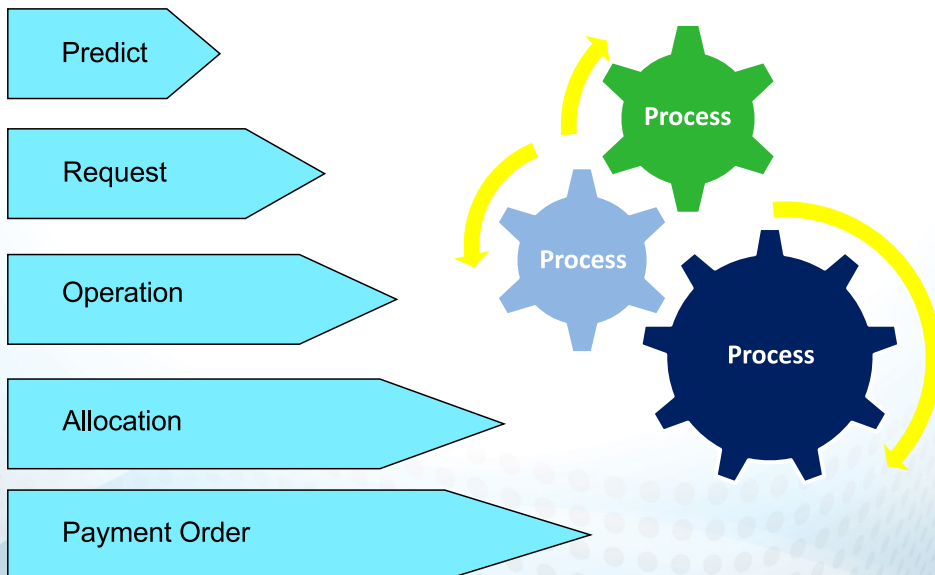 Predict
Request
Operation
Allocation
Payment Order
Process
Process
Process